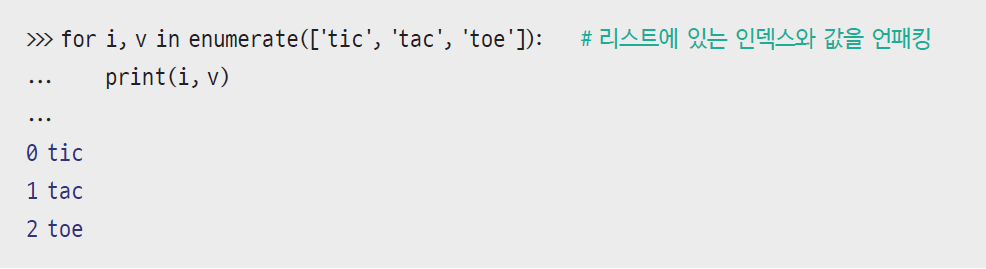 >>> for i, v in enumerate(['tic', 'tac', 'toe']):   # 리스트에 있는 인덱스와 값을 언패킹
...     print(i, v)
...
0 tic
1 tac
2 toe